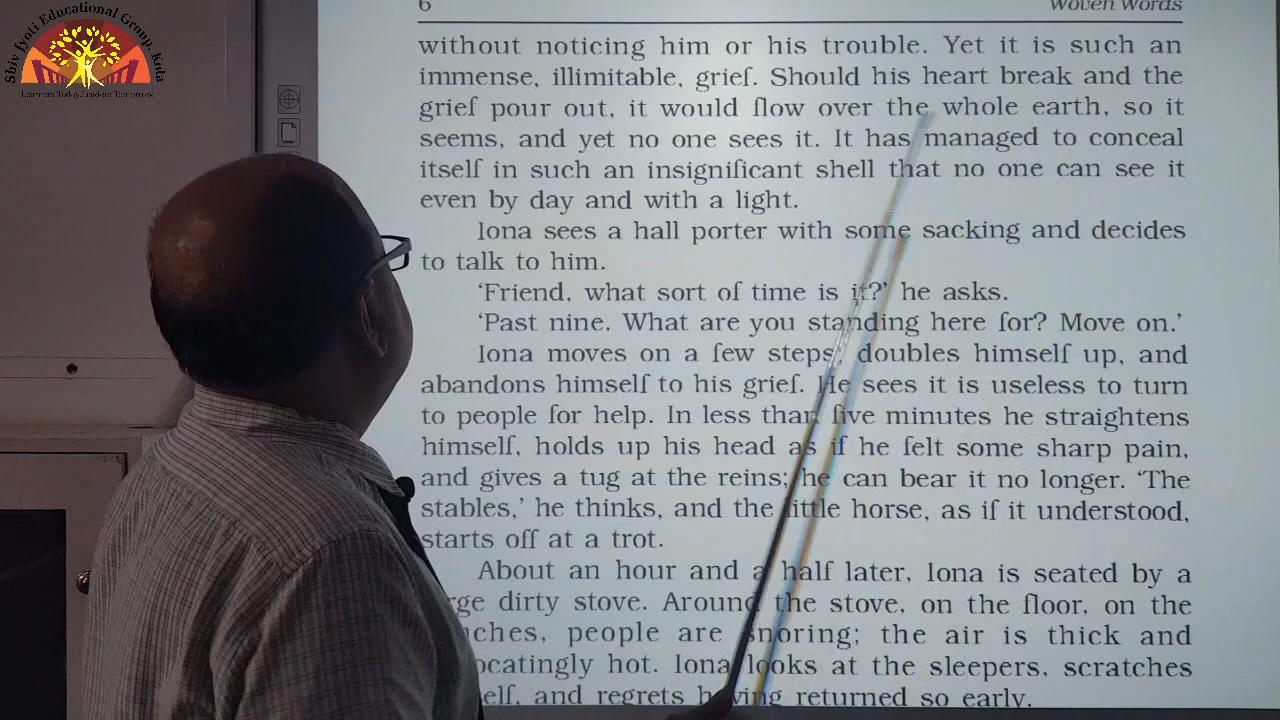 Shiv Jyoti Educational Group, Kota
Learners Today.Leaders Tomorrow.
6 Woven Words
without noticing him or his trouble. Yet it is such an
immense, illimitable, grief. Should his heart break and the
grief pour out, it would flow over the whole earth, so it
seems, and yet no one sees it. It has managed to conceal
itself in such an insignificant shell that no one can see it
even by day and with a light.
Iona sees a hall porter with some sacking and decides
to talk to him.
‘Friend, what sort of time is it?’ he asks.
‘Past nine. What are you standing here for? Move on.’
Iona moves on a few steps, doubles himself up, and
abandons himself to his grief. He sees it is useless to turn
to people for help. In less than five minutes he straightens
himself, holds up his head as if he felt some sharp pain,
and gives a tug at the reins; he can bear it no longer. ‘The
stables,’ he thinks, and the little horse, as if it understood,
starts off at a trot.
About an hour and a half later, Iona is seated by a
rge dirty stove. Around the stove, on the floor, on the
ches, people are snoring; the air is thick and
ocatingly hot. Iona looks at the sleepers, scratches
elf, and regrets having returned so early.